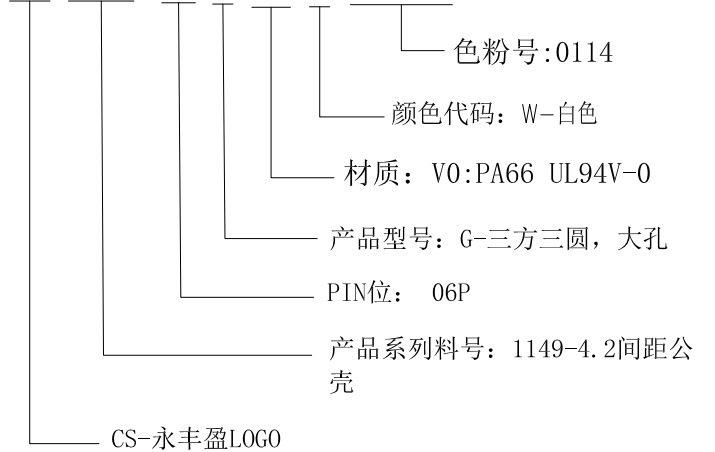 色粉号:0114
颜色代码：W-白色
材质：V0:PA66 UL94V-0
产品型号：G-三方三圆，大孔
PIN位： 06P
产品系列料号：1149-4.2间距公
壳
CS-永丰盈LOGO